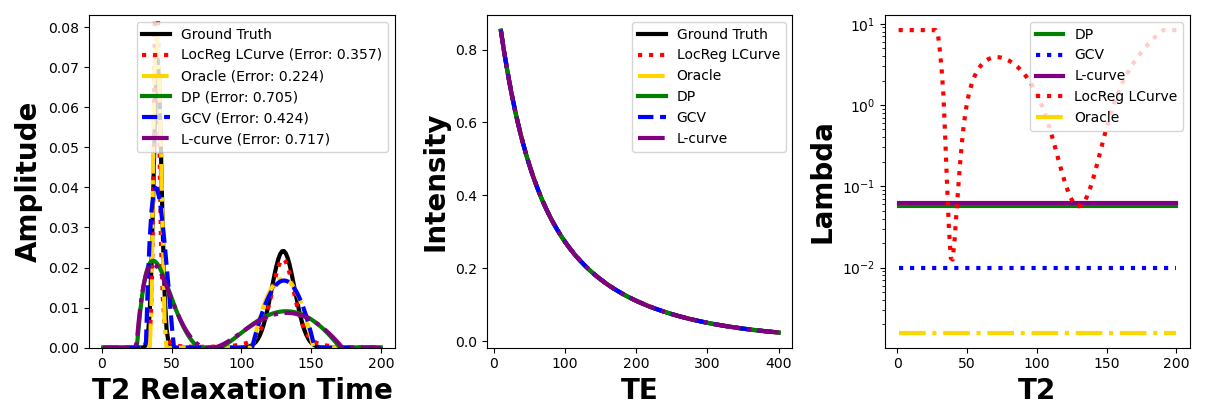 Amplitude
0.08
0.07
0.06
0.05
0.04
0.03
0.02
0.01
0.00
Ground Truth
LocReg LCurve (Error: 0.357)
Oracle (Error: 0.224)
DP (Error: 0.705)
GCV (Error: 0.424)
L-curve (Error: 0.717)
0 50 100 150 200
T2 Relaxation Time
Intensity
0.8
0.6
0.4
0.2
0.0
Ground Truth
LocReg LCurve
Oracle
DP
GCV
L-curve
0 100 200 300 400
TE
Lambda
10¹
10⁰
10⁻¹
10⁻²
DP
GCV
L-curve
LocReg LCurve
Oracle
0 50 100 150 200
T2